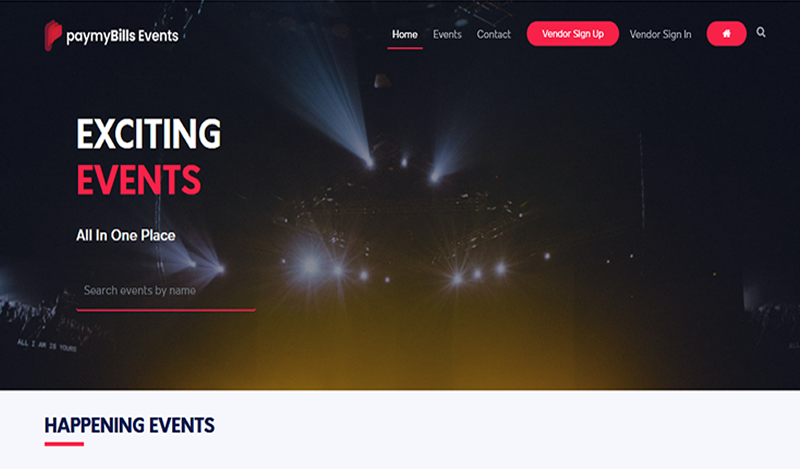 paymyBills Events
Home Events Contact Vendor Sign Up Vendor Sign In
EXCITING
EVENTS
All In One Place
Search events by name
ALL I AM IS YOURS
HAPPENING EVENTS